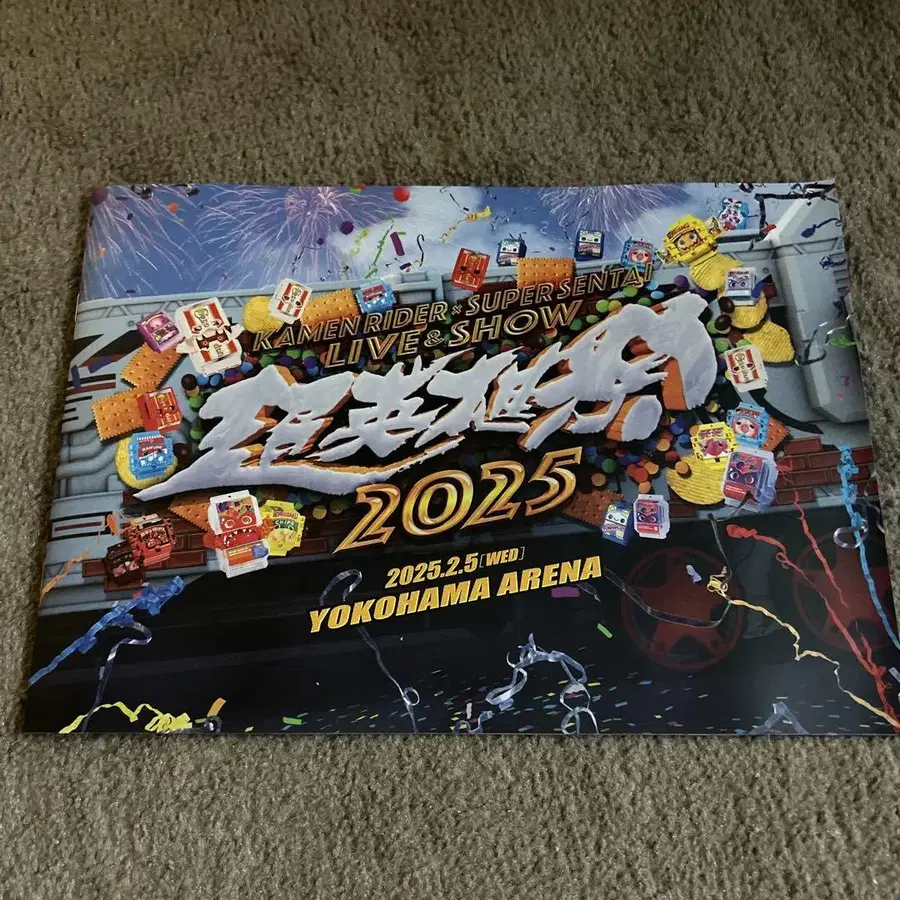 KAMEN RIDER × SUPER SENTAI
LIVE & SHOW
超英雄祭
2025
2025.2.5[WED]
YOKOHAMA ARENA